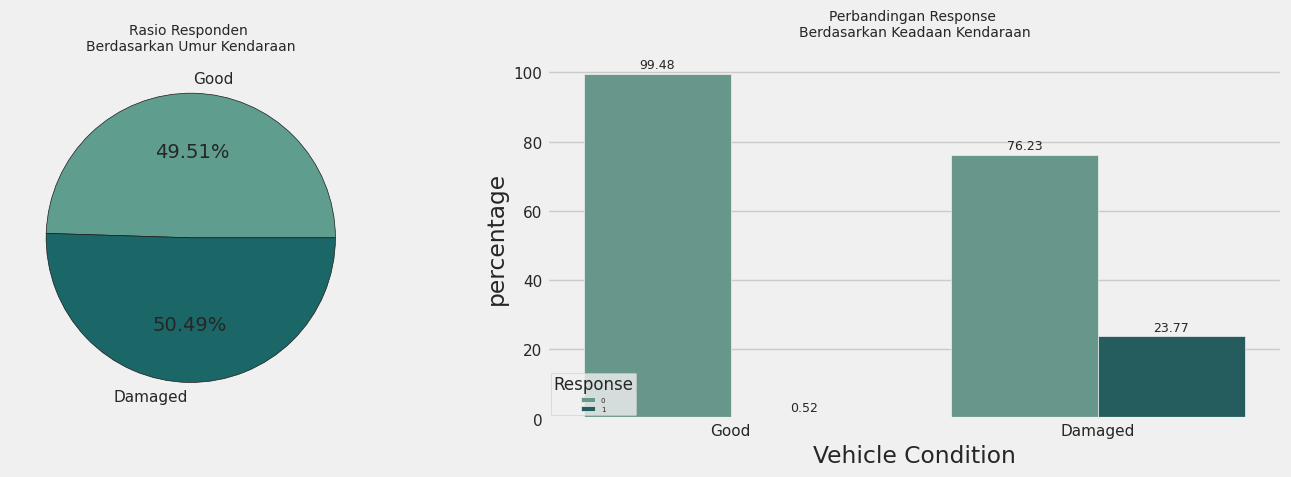 Rasio Responden
Berdasarkan Umur Kendaraan
Good
49.51%
50.49%
Damaged
Perbandingan Response
Berdasarkan Keadaan Kendaraan
percentage
100
80
60
40
20
0
99.48
0.52
76.23
23.77
Response
0
1
Good
Damaged
Vehicle Condition